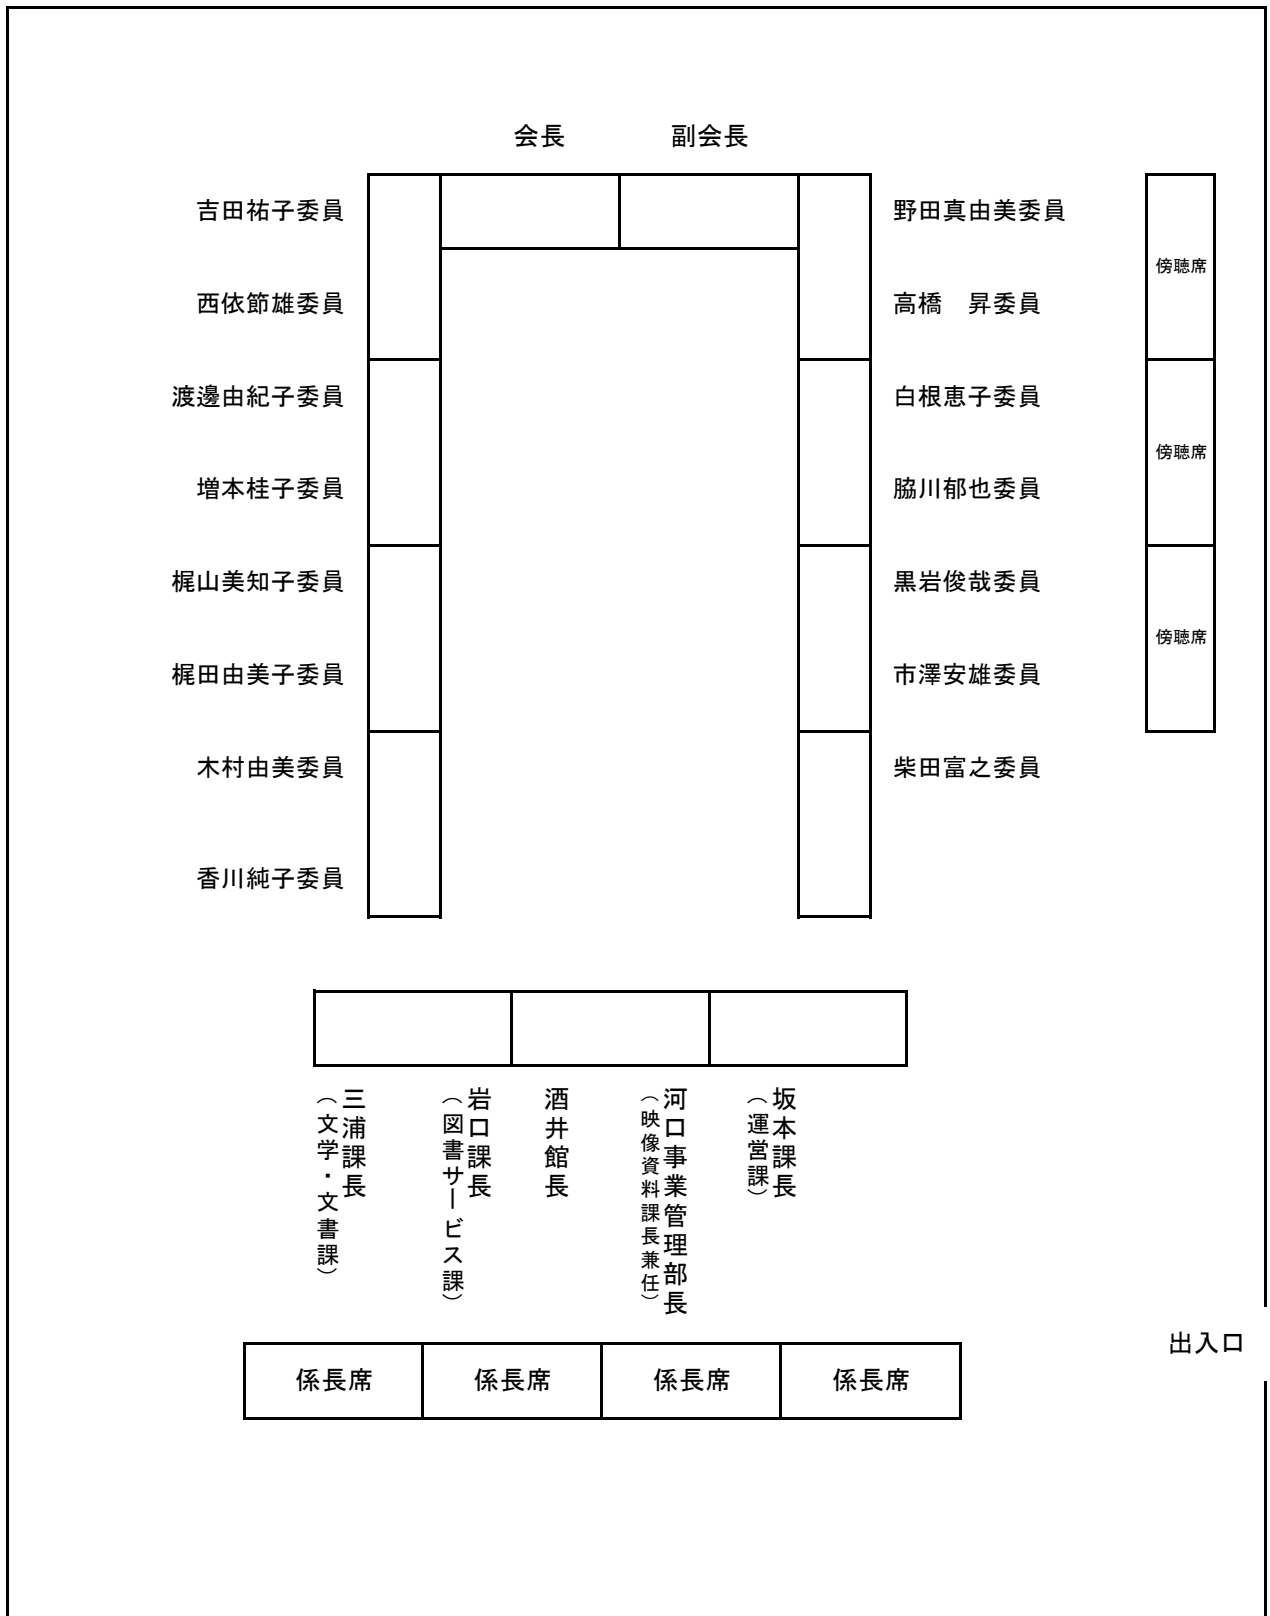 会長　副会長
吉田祐子委員
西依節雄委員
渡邊由紀子委員
増本桂子委員
梶山美知子委員
梶田由美子委員
木村由美委員
香川純子委員
野田真由美委員
高橋　昇委員
白根恵子委員
脇川郁也委員
黒岩俊哉委員
市澤安雄委員
柴田富之委員
傍聴席
傍聴席
傍聴席
坂本課長
（運営課）
河口事業管理部長
（映像資料課長兼任）
酒井館長
岩口課長
（図書サービス課）
三浦課長
（文学・文書課）
出入口
係長席
係長席
係長席
係長席